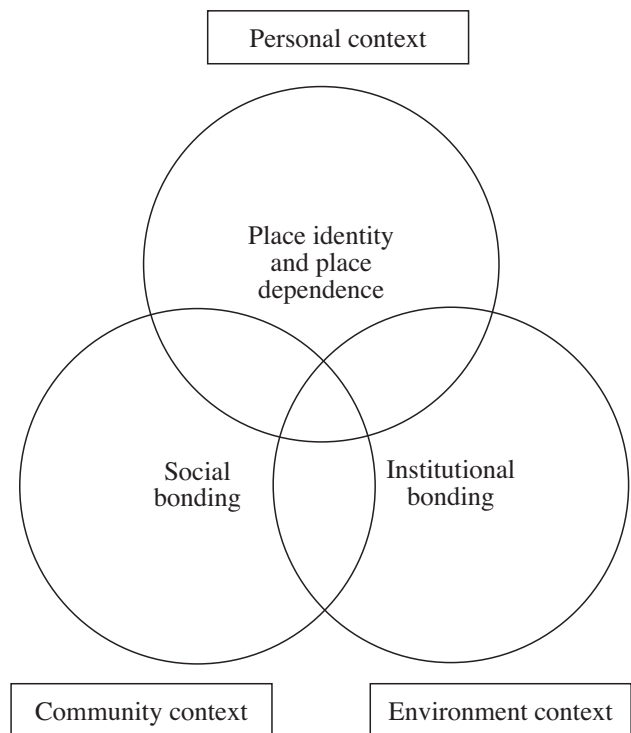 Personal context
Place identity
and place
dependence
Social
bonding
Institutional
bonding
Community context
Environment context